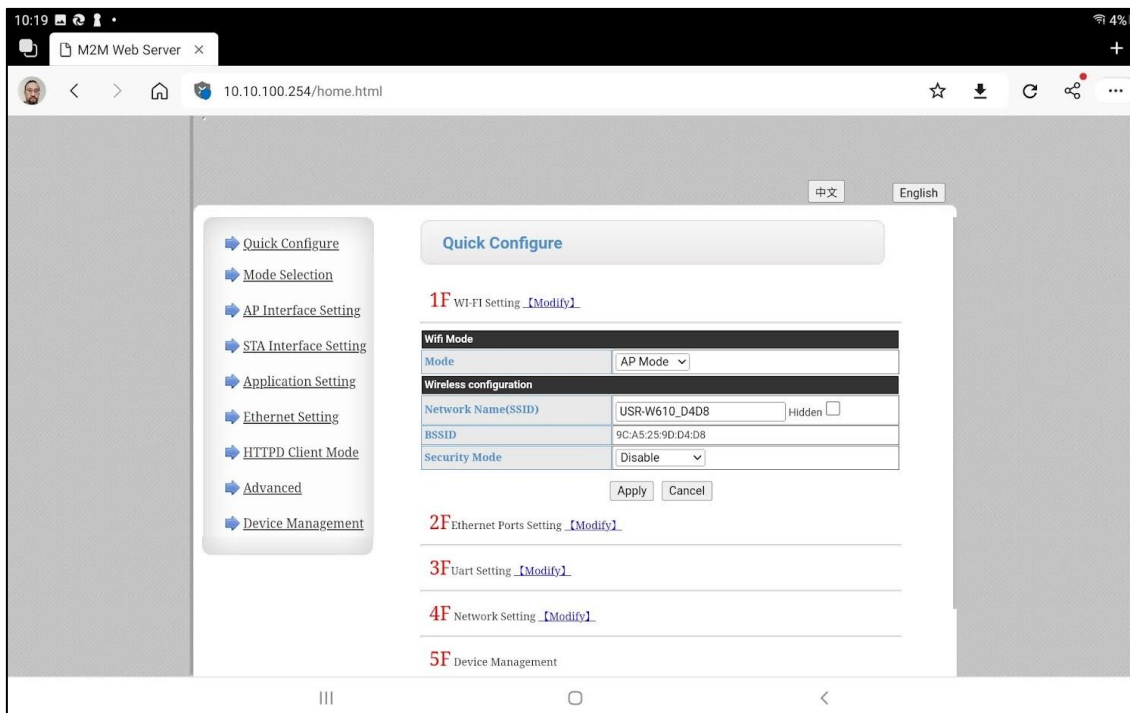 10:19 4%
M2M Web Server
10.10.100.254/home.html
中文 English
Quick Configure
Mode Selection
AP Interface Setting
STA Interface Setting
Application Setting
Ethernet Setting
HTTPD Client Mode
Advanced
Device Management
Quick Configure
1F WI-FI Setting 【Modify】
Wifi Mode
Mode AP Mode
Wireless configuration
Network Name(SSID) USR-W610_D4D8 Hidden
BSSID 9C:A5:25:9D:D4:D8
Security Mode Disable
Apply Cancel
2F Ethernet Ports Setting 【Modify】
3F Uart Setting 【Modify】
4F Network Setting 【Modify】
5F Device Management